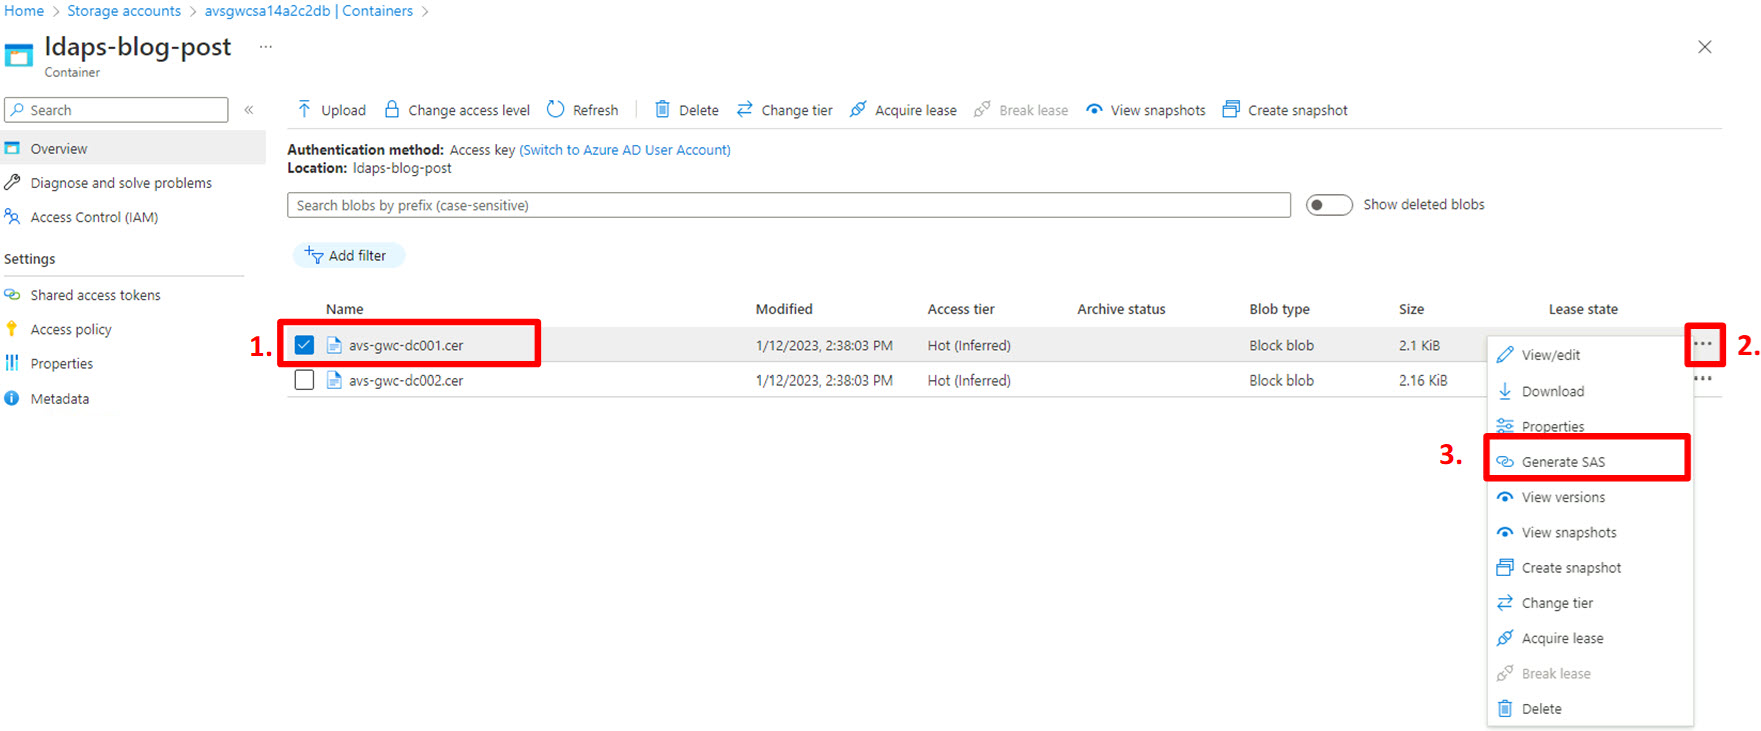 Home > Storage accounts > avsgwcsa14a2c2db | Containers >
ldaps-blog-post ...
Container
Search «
Upload Change access level Refresh Delete Change tier Acquire lease Break lease View snapshots Create snapshot
Overview
Diagnose and solve problems
Access Control (IAM)
Settings
Shared access tokens
Access policy
Properties
Metadata
Authentication method: Access key (Switch to Azure AD User Account)
Location: ldaps-blog-post
Search blobs by prefix (case-sensitive) Show deleted blobs
Add filter
Name Modified Access tier Archive status Blob type Size Lease state
1. avs-gwc-dc001.cer 1/12/2023, 2:38:03 PM Hot (Inferred) Block blob 2.1 KiB ... 2.
avs-gwc-dc002.cer 1/12/2023, 2:38:03 PM Hot (Inferred) Block blob 2.16 KiB ...
View/edit
Download
Properties
3. Generate SAS
View versions
View snapshots
Create snapshot
Change tier
Acquire lease
Break lease
Delete